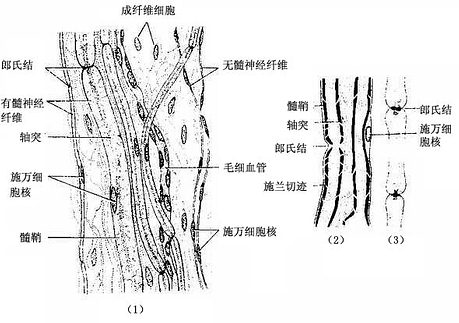 成纤维细胞
郎氏结
有髓神经
纤维
轴突
施万细
胞核
髓鞘
无髓神经纤维
毛细血管
施万细胞核
(1)
髓鞘
轴突
郎氏结
施兰切迹
(2)
郎氏结
施万细
胞核
(3)